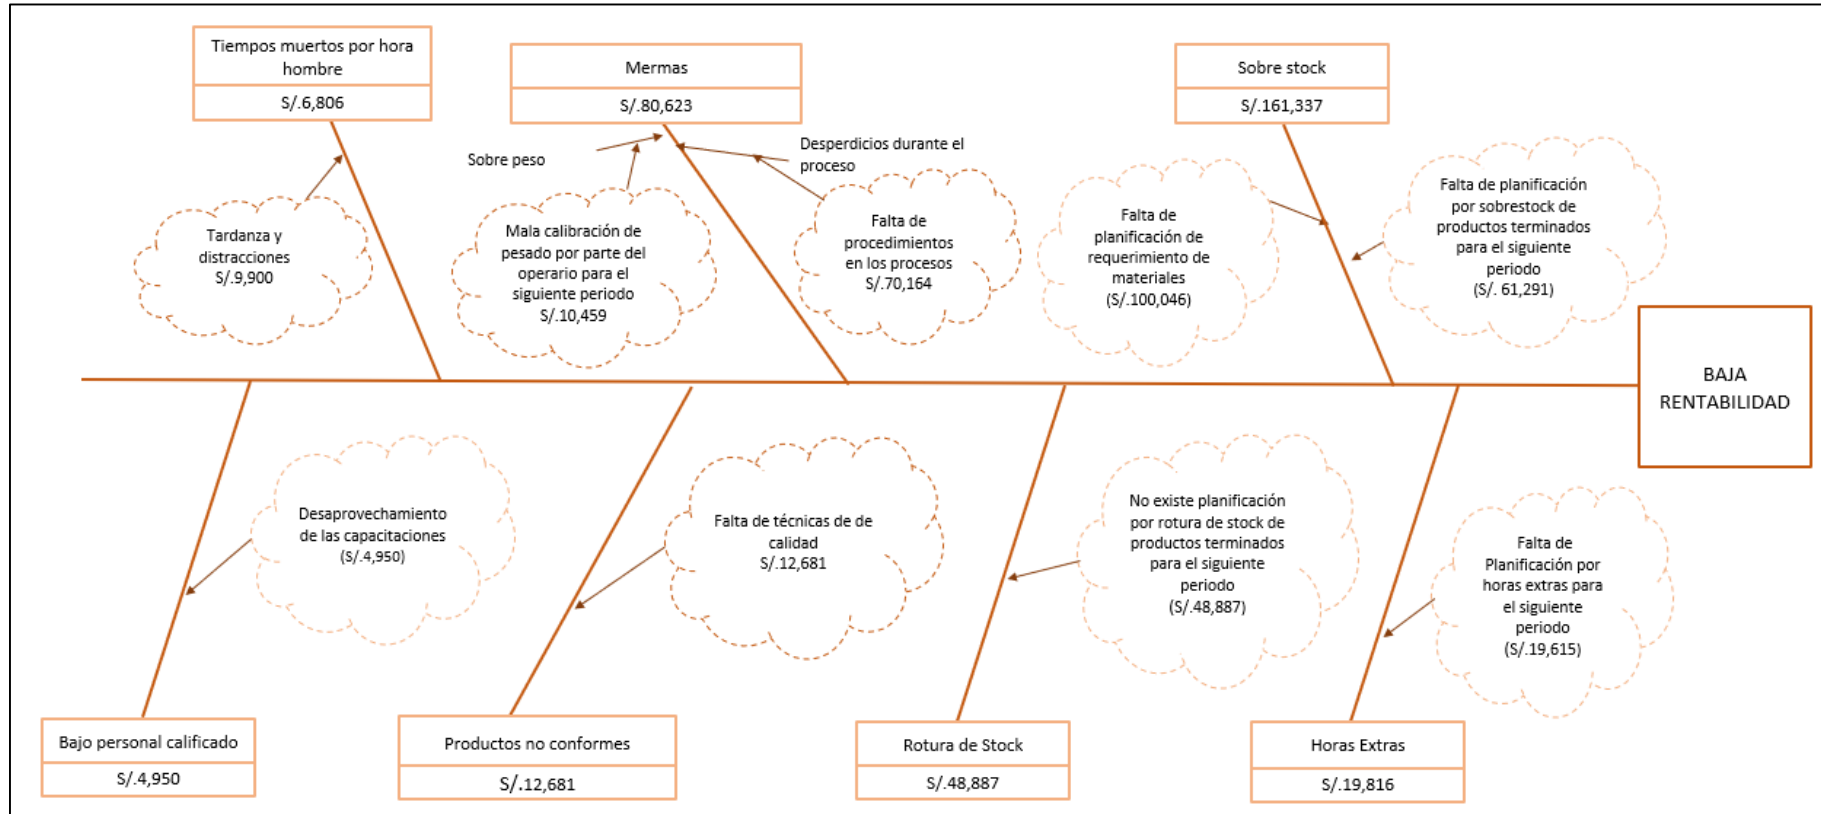 Tiempos muertos por hora
hombre
S/.6,806
Mermas
S/.80,623
Sobre stock
S/.161,337
Sobre peso
Desperdicios durante el
proceso
Tardanza y
distracciones
S/.9,900
Mala calibración de
pesado por parte del
operario para el
siguiente periodo
S/.10,459
Falta de
procedimientos
en los procesos
S/.70,164
Falta de
planificación de
requerimiento de
materiales
(S/.100,046)
Falta de planificación
por sobrestock de
productos terminados
para el siguiente
periodo
(S/. 61,291)
BAJA
RENTABILIDAD
Desaprovechamiento
de las capacitaciones
(S/.4,950)
Falta de técnicas de de
calidad
S/.12,681
No existe planificación
por rotura de stock de
productos terminados
para el siguiente
periodo
(S/.48,887)
Falta de
Planificación por
horas extras para
el siguiente
periodo
(S/.19,615)
Bajo personal calificado
S/.4,950
Productos no conformes
S/.12,681
Rotura de Stock
S/.48,887
Horas Extras
S/.19,816